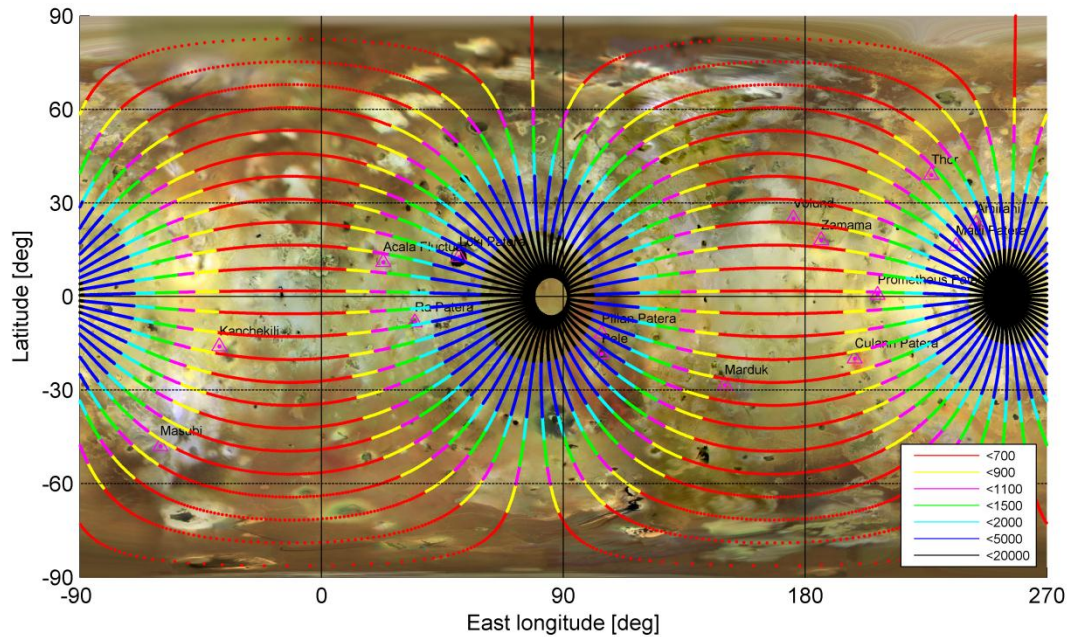 90
60
30
0
-30
-60
-90
Latitude [deg]
Thor
Volund
Amirani
Zamama
Maui Patera
Loki Patera
Acala Fluctus
Prometheus
Ra Patera
Pillan Patera
Kanehekili
Pele
Culann Patera
Marduk
Masubi
<700
<900
<1100
<1500
<2000
<5000
<20000
-90
0
90
180
270
East longitude [deg]